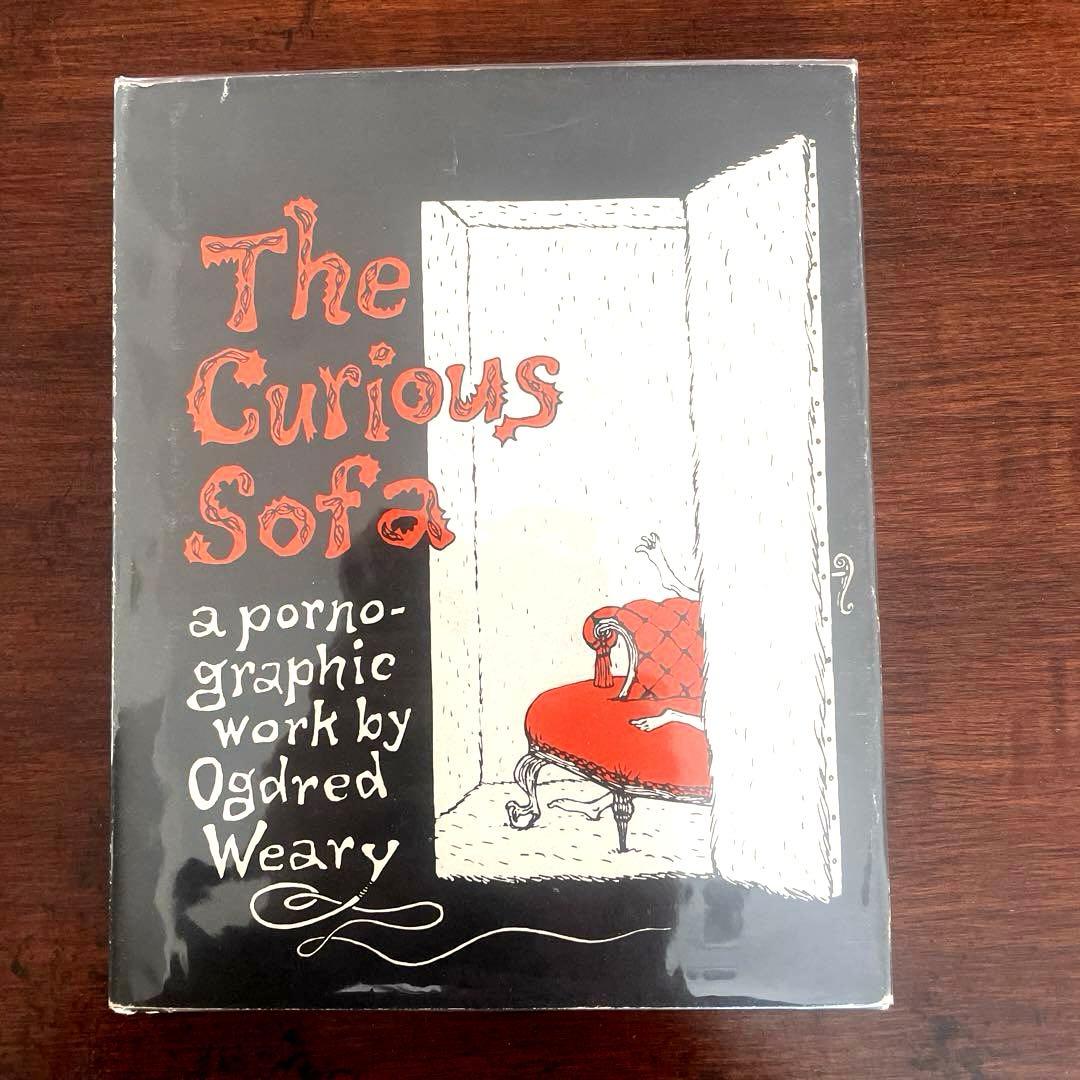 The
Curious
Sofa
a porno-
graphic
work by
Ogdred
Weary